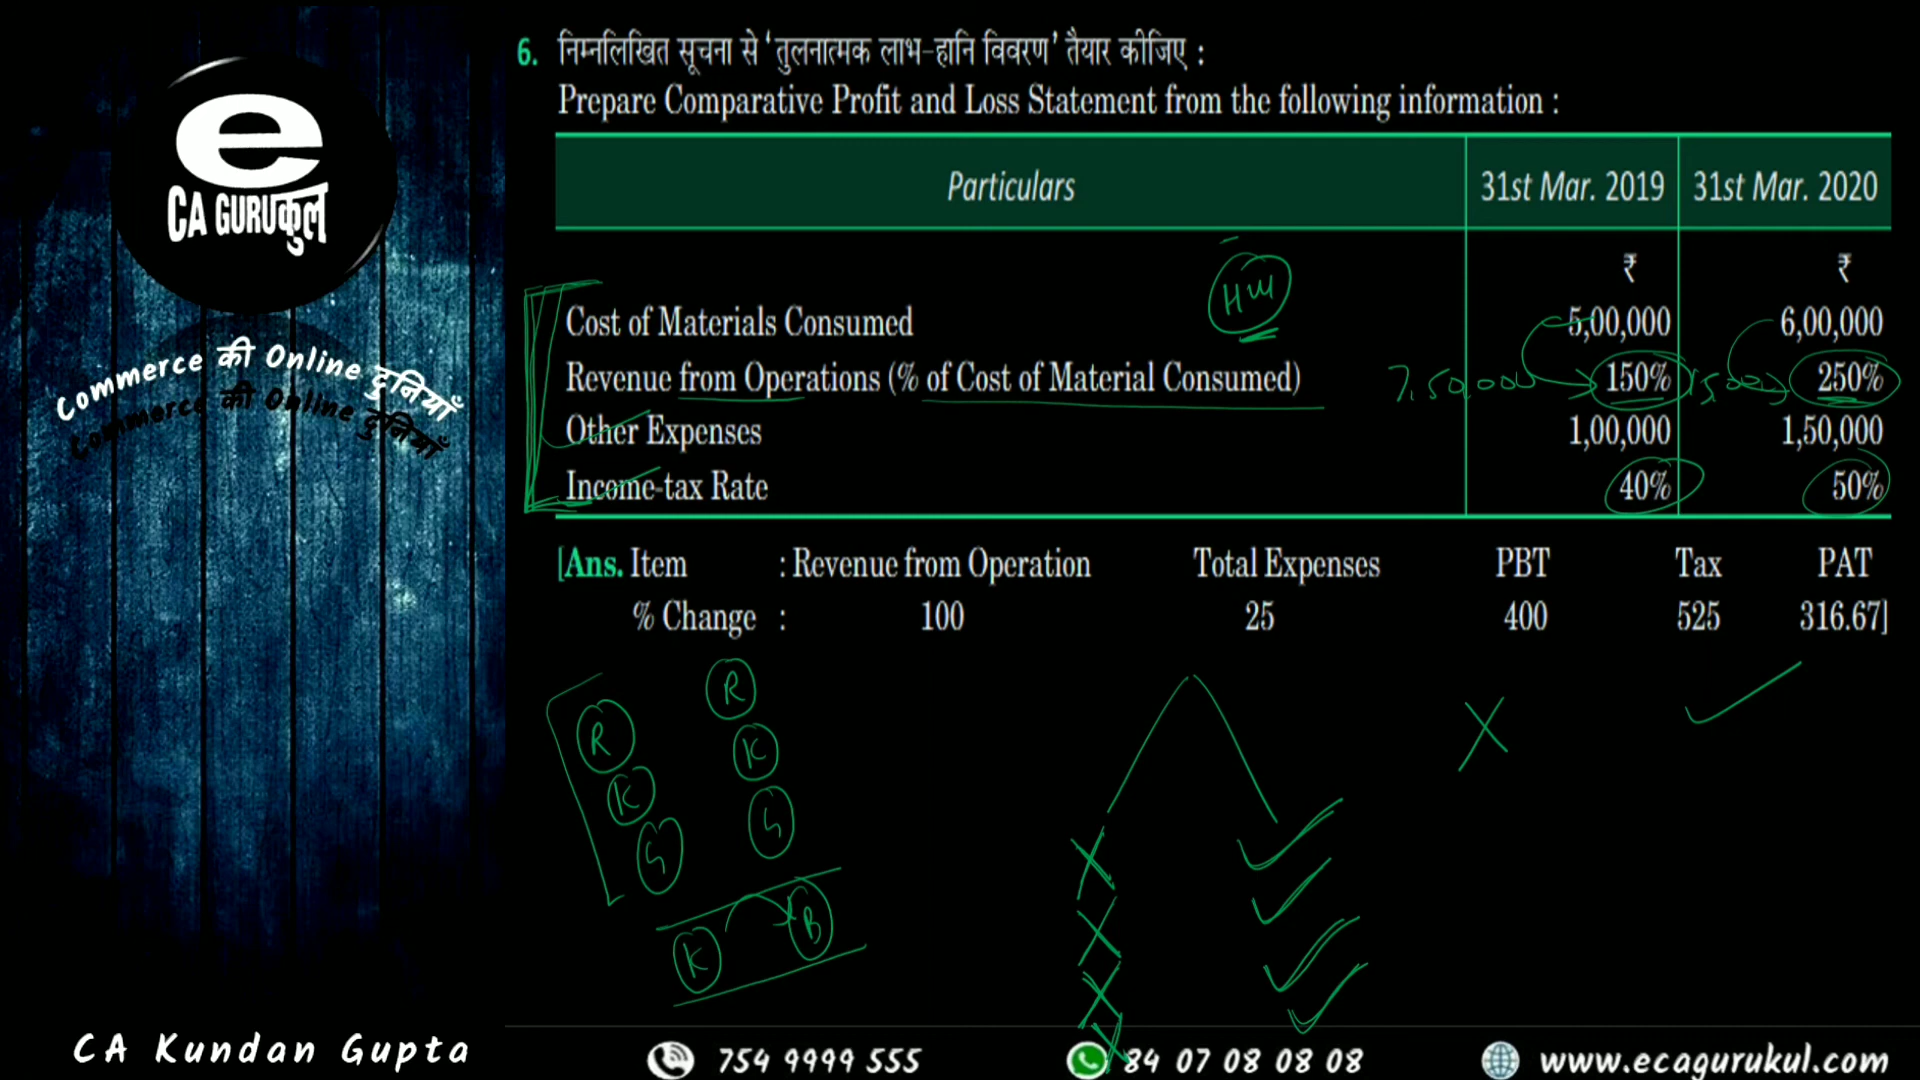 e
CA GURUकुल
Commerce की Online दुनियाँ
6. निम्नलिखित सूचना से ‘तुलनात्मक लाभ-हानि विवरण’ तैयार कीजिए :
Prepare Comparative Profit and Loss Statement from the following information :
Particulars 31st Mar. 2019 31st Mar. 2020
₹ ₹
HW
Cost of Materials Consumed 5,00,000 6,00,000
Revenue from Operations (% of Cost of Material Consumed) 7,50,000 150% 250%
Other Expenses 1,00,000 1,50,000
Income-tax Rate 40% 50%
[Ans. Item : Revenue from Operation Total Expenses PBT Tax PAT
% Change : 100 25 400 525 316.67]
R R
K K
S S
K B
CA Kundan Gupta
754 9999 555 84 07 08 08 08 www.ecagurukul.com